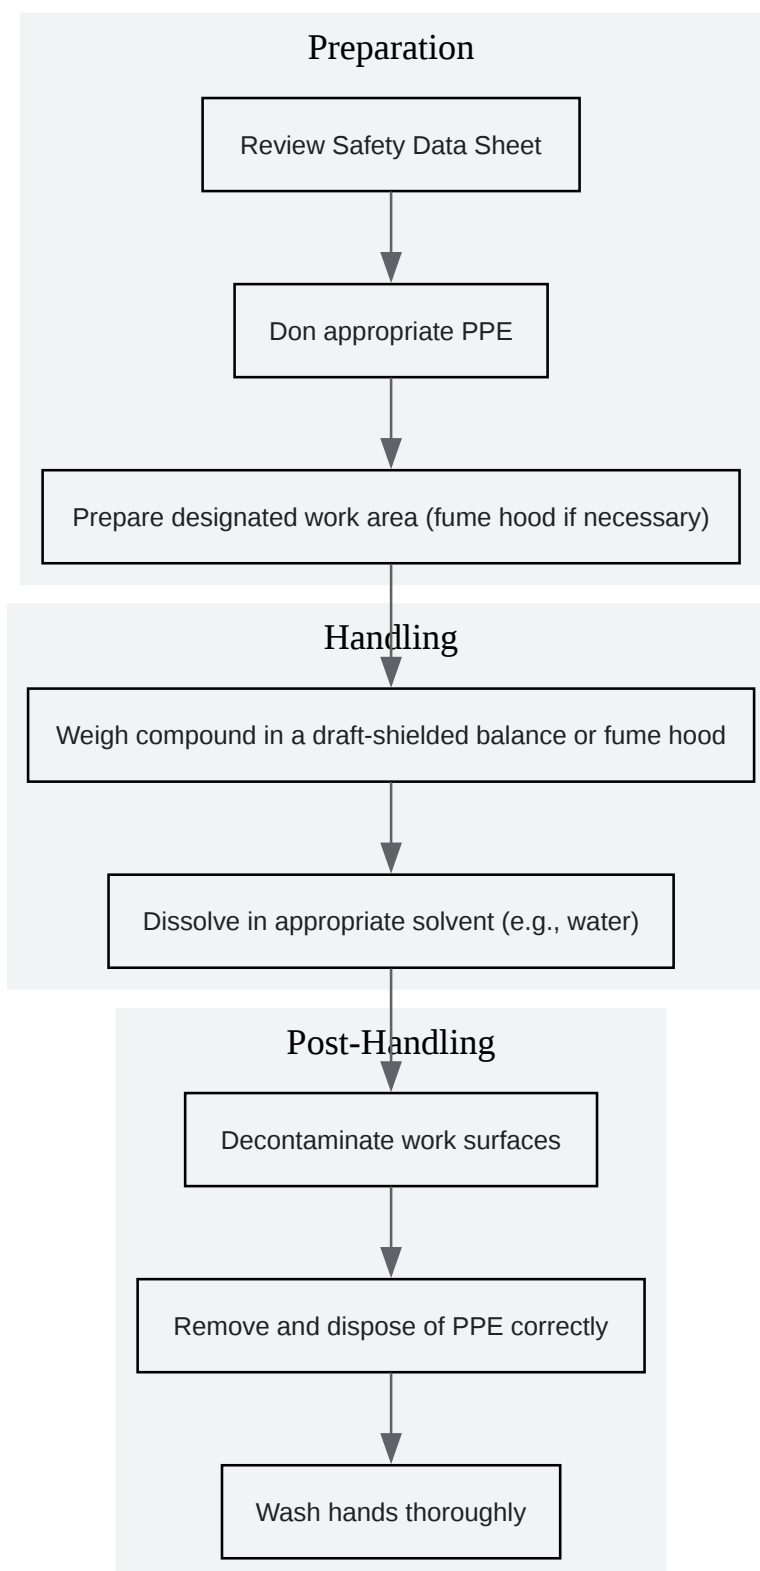 Preparation
Review Safety Data Sheet
Don appropriate PPE
Prepare designated work area (fume hood if necessary)
Handling
Weigh compound in a draft-shielded balance or fume hood
Dissolve in appropriate solvent (e.g., water)
Post-Handling
Decontaminate work surfaces
Remove and dispose of PPE correctly
Wash hands thoroughly